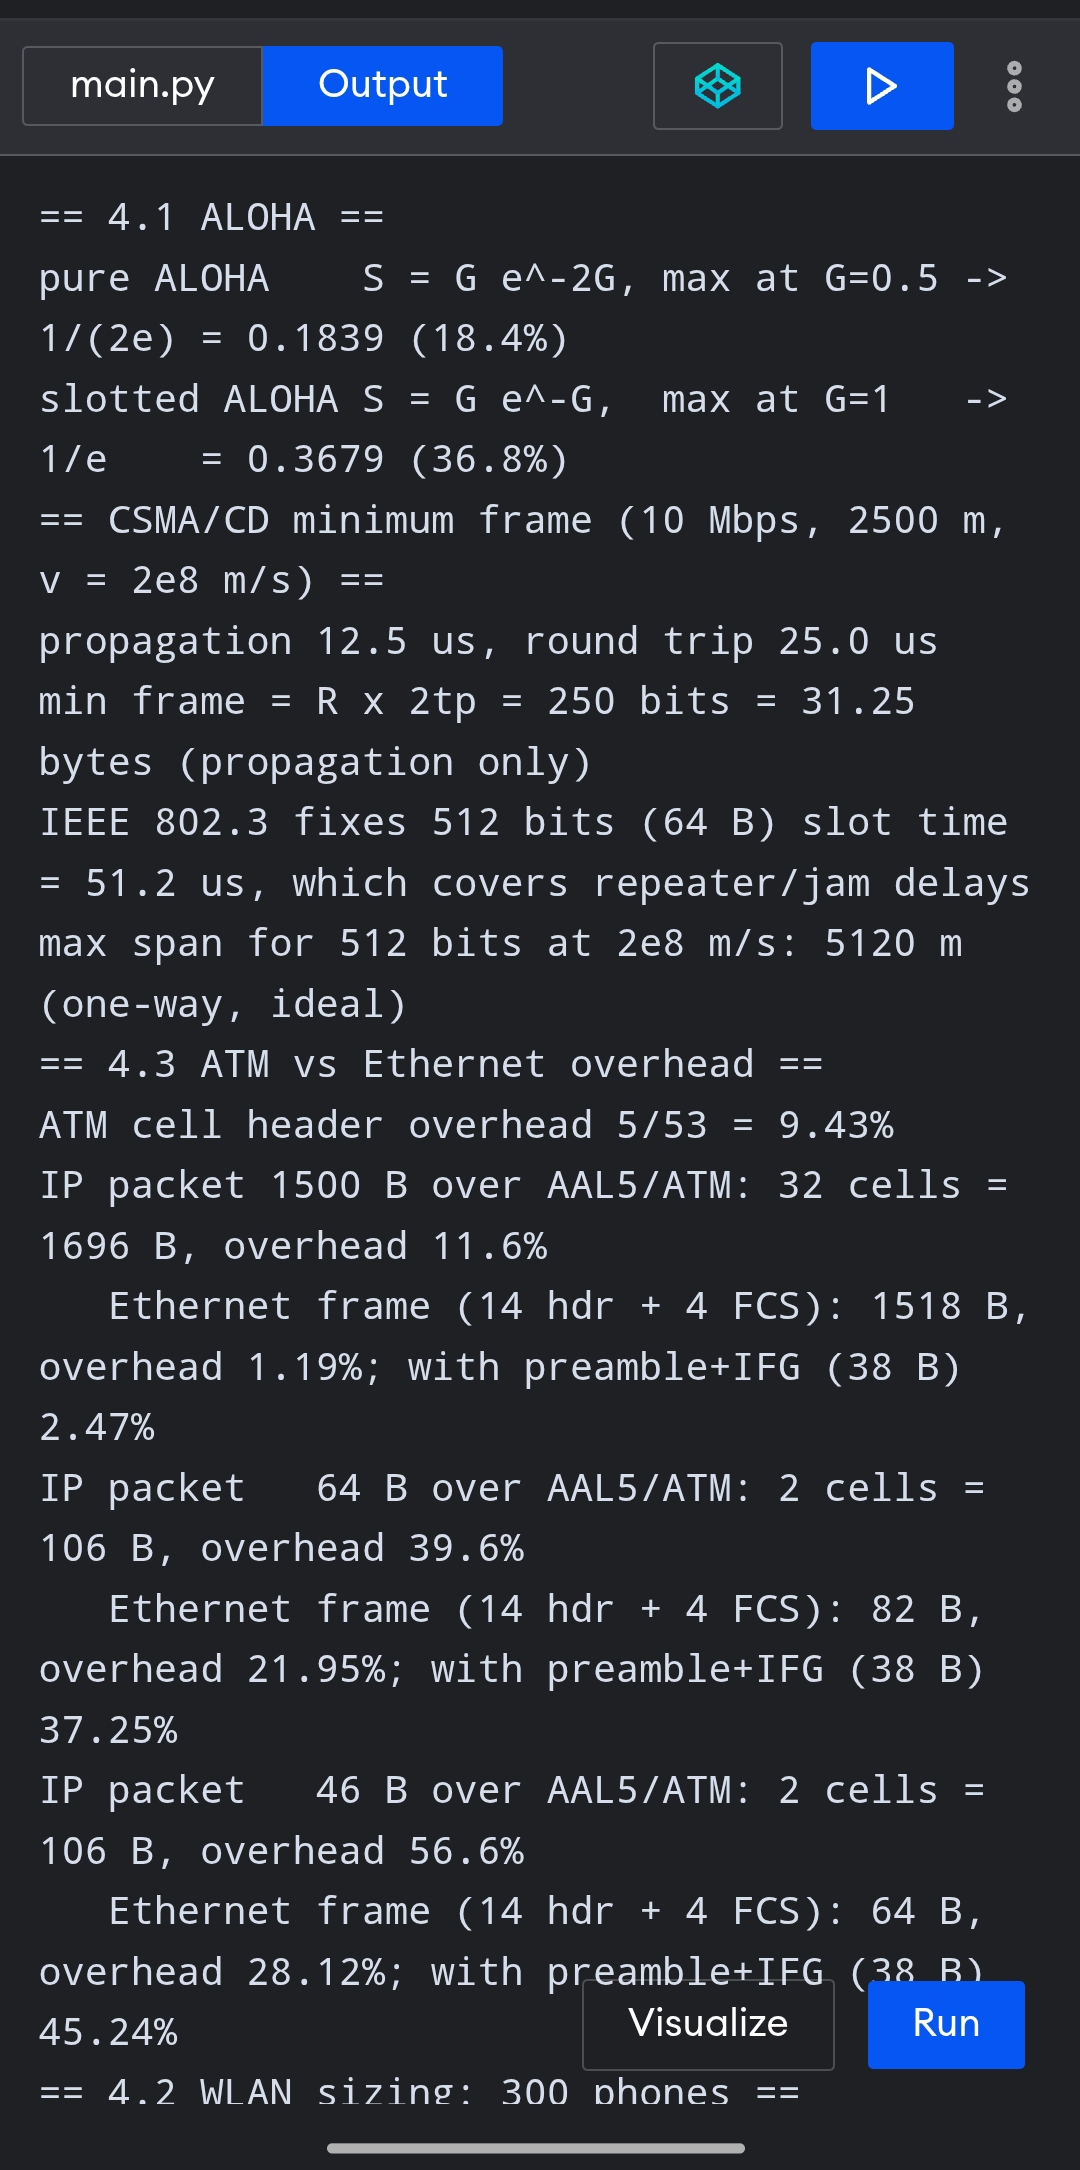 main.py Output
== 4.1 ALOHA ==
pure ALOHA    S = G e^-2G, max at G=0.5 ->
1/(2e) = 0.1839 (18.4%)
slotted ALOHA S = G e^-G,  max at G=1   ->
1/e    = 0.3679 (36.8%)
== CSMA/CD minimum frame (10 Mbps, 2500 m,
v = 2e8 m/s) ==
propagation 12.5 us, round trip 25.0 us
min frame = R x 2tp = 250 bits = 31.25
bytes (propagation only)
IEEE 802.3 fixes 512 bits (64 B) slot time
= 51.2 us, which covers repeater/jam delays
max span for 512 bits at 2e8 m/s: 5120 m
(one-way, ideal)
== 4.3 ATM vs Ethernet overhead ==
ATM cell header overhead 5/53 = 9.43%
IP packet 1500 B over AAL5/ATM: 32 cells =
1696 B, overhead 11.6%
   Ethernet frame (14 hdr + 4 FCS): 1518 B,
overhead 1.19%; with preamble+IFG (38 B)
2.47%
IP packet   64 B over AAL5/ATM: 2 cells =
106 B, overhead 39.6%
   Ethernet frame (14 hdr + 4 FCS): 82 B,
overhead 21.95%; with preamble+IFG (38 B)
37.25%
IP packet   46 B over AAL5/ATM: 2 cells =
106 B, overhead 56.6%
   Ethernet frame (14 hdr + 4 FCS): 64 B,
overhead 28.12%; with preamble+IFG (38 B)
45.24%
Visualize Run
== 4.2 WLAN sizing: 300 phones ==